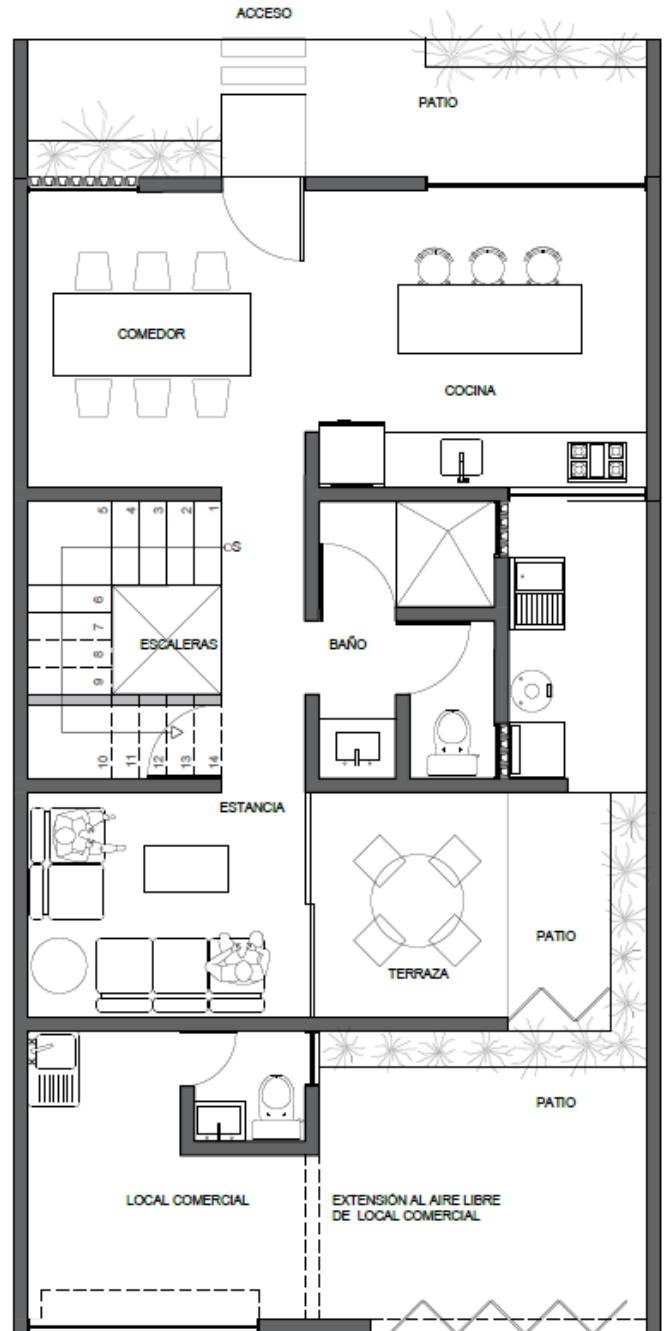 ACCESO
PATIO
COMEDOR
COCINA
5
4
3
2
1
S
6
7
8
9
ESCALERAS
BAÑO
10
11
12
13
14
ESTANCIA
PATIO
TERRAZA
PATIO
LOCAL COMERCIAL
EXTENSIÓN AL AIRE LIBRE
DE LOCAL COMERCIAL